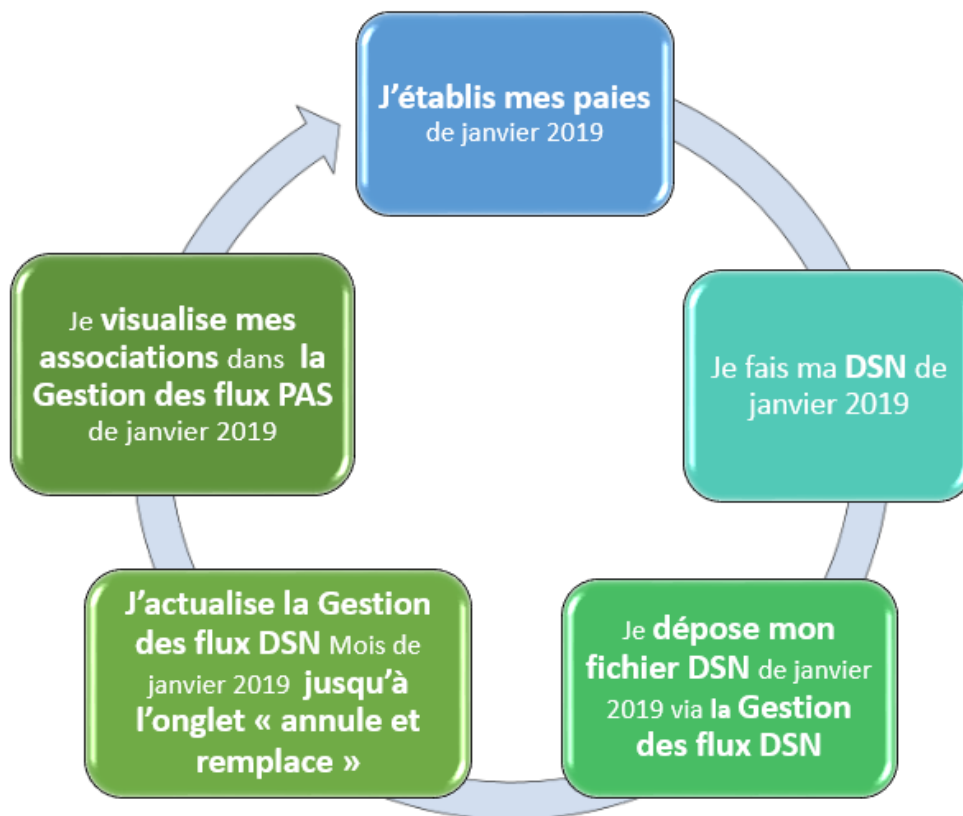 J’établis mes paies
de janvier 2019
Je fais ma DSN de
janvier 2019
Je dépose mon
fichier DSN de janvier
2019 via la Gestion
des flux DSN
J’actualise la Gestion
des flux DSN Mois de
janvier 2019 jusqu’à
l’onglet « annule et
remplace »
Je visualise mes
associations dans la
Gestion des flux PAS
de janvier 2019